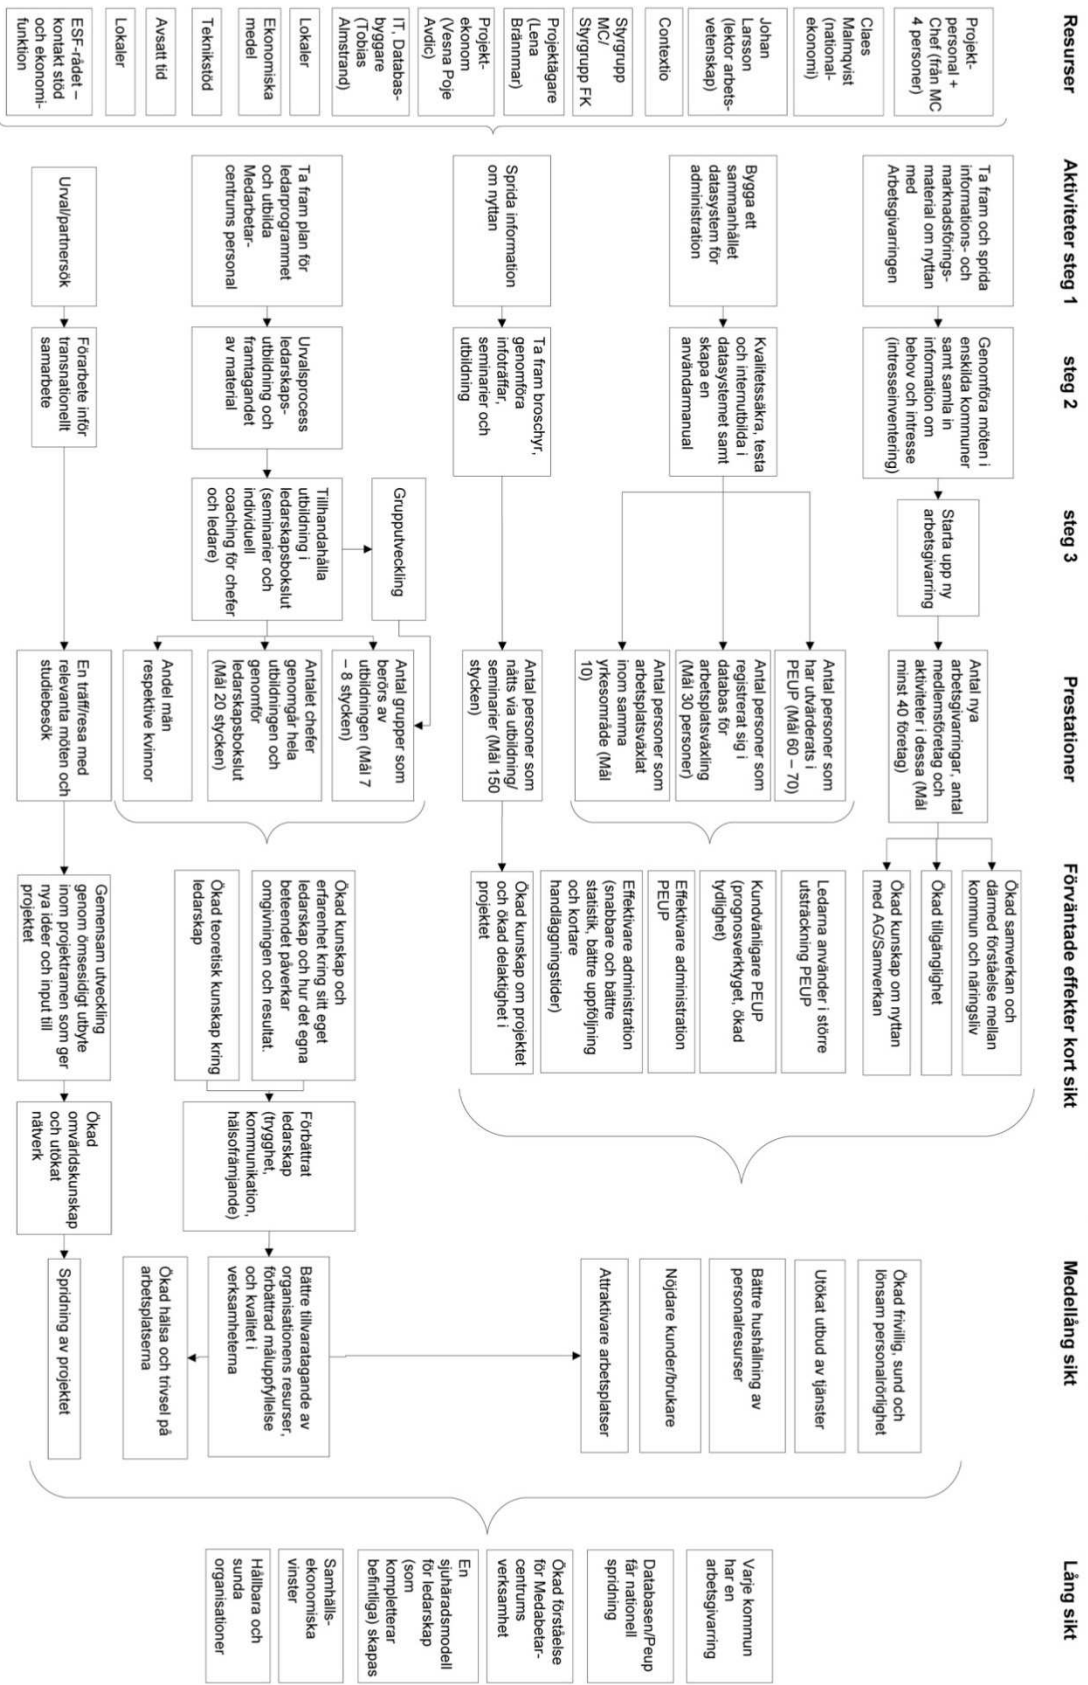 Resurser
Projekt-
personal +
Chef (från MC
4 personer)
Claes
Malmqvist
(national-
ekonomi)
Johan
Larsson
(lektor arbets-
vetenskap)
Contextio
Styrgrupp
MC/
Styrgrupp FK
Projektägare
(Lena
Brännmar)
Projekt-
ekonom
(Vesna Poje
Avdic)
IT, Databas-
byggare
(Tobias
Almstrand)
Lokaler
Ekonomiska
medel
Teknikstöd
Avsatt tid
Lokaler
ESF-rådet –
kontakt stöd
och ekonomi-
funktion
Aktiviteter steg 1
Ta fram och sprida
informations- och
marknadsförings-
material om nyttan
med
Arbetsgivarringen
Bygga ett
sammanhållet
datasystem för
administration
Sprida information
om nyttan
Ta fram plan för
ledarprogrammet
och utbilda
Medarbetar-
centrums personal
Urval/partnersök
steg 2
Genomföra möten i
enskilda kommuner
samt samla in
information om
behov och intresse
(intresseinventering)
Kvalitetssäkra, testa
och internutbilda i
datasystemet samt
skapa en
användarmanual
Ta fram broschyr,
genomföra
infoträffar,
seminarier och
utbildning
Urvalsprocess
ledarskaps-
utbildning och
framtagandet
av material
Förarbete inför
transnationellt
samarbete
steg 3
Starta upp ny
arbetsgivarring
Grupputveckling
Tillhandahålla
utbildning i
ledarskapsbokslut
(seminarier och
individuell
coaching för chefer
och ledare)
Prestationer
Antal nya
arbetsgivarringar, antal
medlemsföretag och
aktiviteter i dessa (Mål
minst 40 företag)
Antal personer som
har utvärderats i
PEUP (Mål 60 – 70)
Antal personer som
registrerat sig i
databas för
arbetsplatsväxling
(Mål 30 personer)
Antal personer som
arbetsplatsväxlat
inom samma
yrkesområde (Mål
10)
Antal personer som
nåtts via utbildning/
seminarier (Mål 150
stycken)
Antal grupper som
berörs av
utbildningen (Mål 7
– 8 stycken)
Antalet chefer
genomgår hela
utbildningen och
genomför
ledarskapsbokslut
(Mål 20 stycken)
Andel män
respektive kvinnor
En träff/resa med
relevanta möten och
studiebesök
Förväntade effekter kort sikt
Ökad samverkan och
därmed förståelse mellan
kommun och näringsliv
Ökad tillgänglighet
Ökad kunskap om nyttan
med AG/Samverkan
Ledarna använder i större
utsträckning PEUP
Kundvänligare PEUP
(prognosverktyget, ökad
tydlighet)
Effektivare administration
PEUP
Effektivare administration
(snabbare och bättre
statistik, bättre uppföljning
och kortare
handläggningstider)
Ökad kunskap om projektet
och ökad delaktighet i
projektet
Ökad kunskap och
erfarenhet kring sitt eget
ledarskap och hur det egna
beteendet påverkar
omgivningen och resultat.
Ökad teoretisk kunskap kring
ledarskap
Gemensam utveckling
genom ömsesidigt utbyte
inom projektramen som ger
nya idéer och input till
projektet
Förbättrat
ledarskap
(trygghet,
kommunikation,
hälsofrämjande)
Ökad
omvärldskunskap
och utökat
nätverk
Medellång sikt
Ökad frivillig, sund och
lönsam personalrörlighet
Utökat utbud av tjänster
Bättre hushållning av
personalresurser
Nöjdare kunder/brukare
Attraktivare arbetsplatser
Bättre tillvaratagande av
organisationens resurser,
förbättrad måluppfyllelse
och kvalitet i
verksamheterna
Ökad hälsa och trivsel på
arbetsplatserna
Spridning av projektet
Lång sikt
Varje kommun
har en
arbetsgivarring
Databasen/Peup
får nationell
spridning
Ökad förståelse
för Medabetar-
centrums
verksamhet
En
sjuhäradsmodell
för ledarskap
(som
kompletterar
befintliga) skapas
Samhälls-
ekonomiska
vinster
Hållbara och
sunda
organisationer